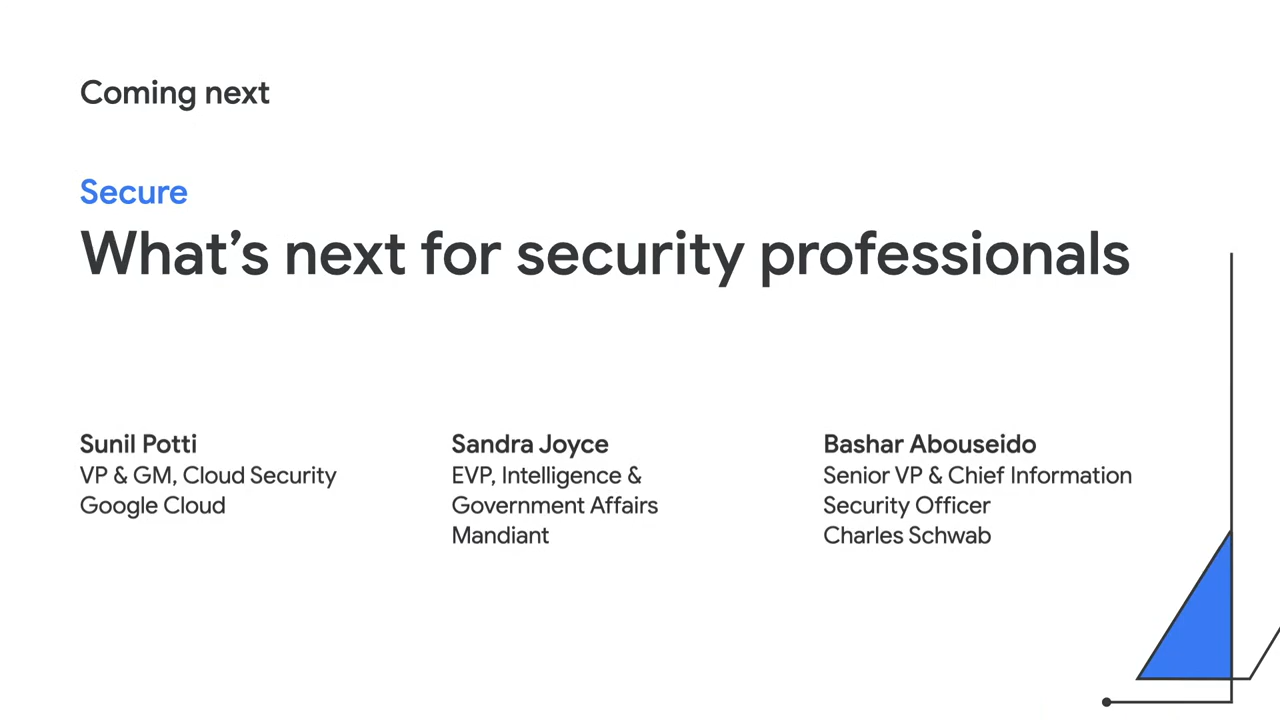 Coming next
Secure
What’s next for security professionals
Sunil Potti
VP & GM, Cloud Security
Google Cloud
Sandra Joyce
EVP, Intelligence &
Government Affairs
Mandiant
Bashar Abouseido
Senior VP & Chief Information
Security Officer
Charles Schwab